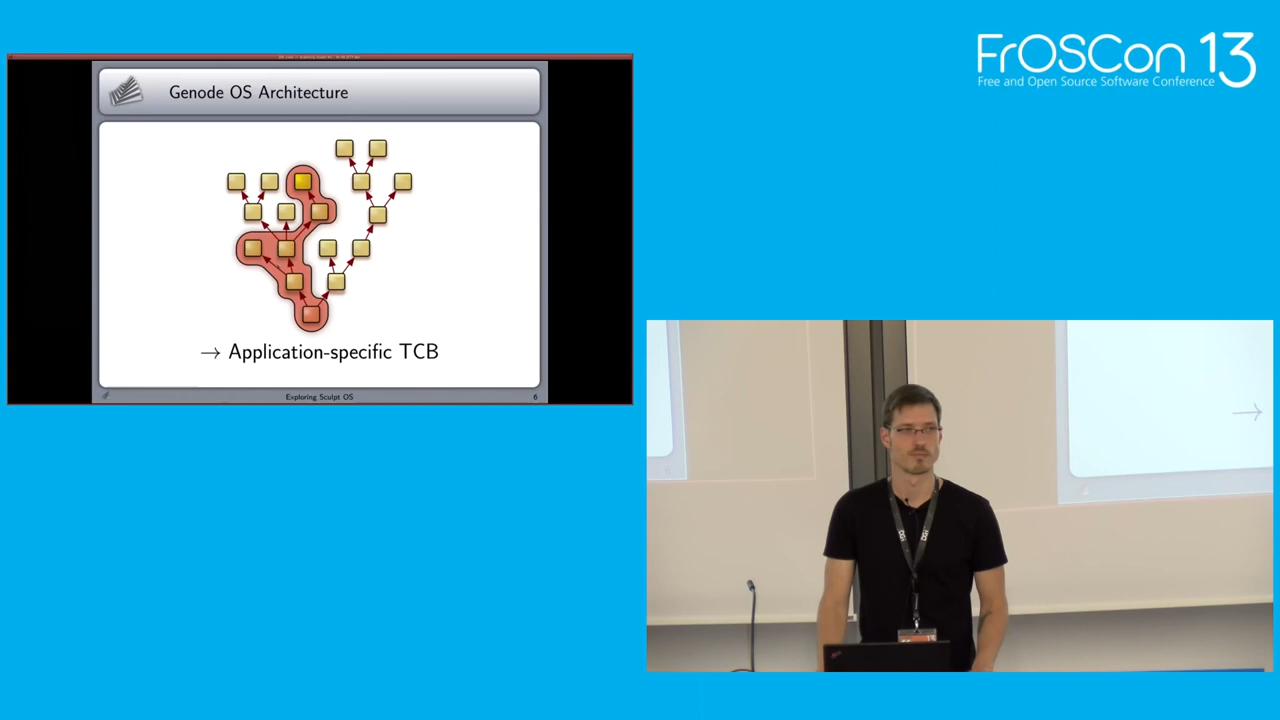 FrOSCon 13
Free and Open Source Software Conference
Genode OS Architecture
→ Application-specific TCB
Exploring Sculpt OS
6
→